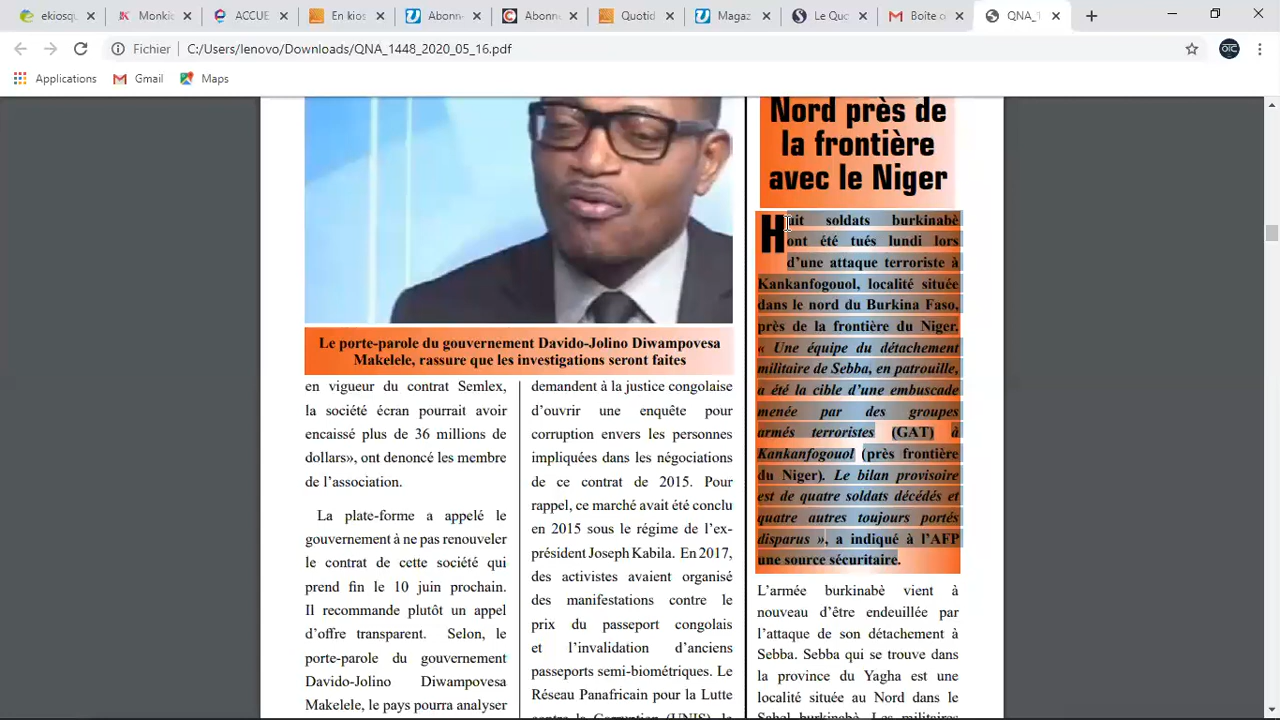 ekiosq
Monki
ACCUE
En kios
Abonn
Abonne
Quotid
Magaz
Le Qu
Boîte o
QNA_1
Fichier
C:/Users/lenovo/Downloads/QNA_1448_2020_05_16.pdf
Applications
Gmail
Maps
Le porte-parole du gouvernement Davido-Jolino Diwampovesa
Makelele, rassure que les investigations seront faites
en vigueur du contrat Semlex,
la société écran pourrait avoir
encaissé plus de 36 millions de
dollars», ont denoncé les membre
de l'association.
La plate-forme a appelé le
gouvernement à ne pas renouveler
le contrat de cette société qui
prend fin le 10 juin prochain.
Il recommande plutôt un appel
d'offre transparent. Selon, le
porte-parole du gouvernement
Davido-Jolino Diwampovesa
Makelele, le pays pourra analyser
demandent à la justice congolaise
d'ouvrir une enquête pour
corruption envers les personnes
impliquées dans les négociations
de ce contrat de 2015. Pour
rappel, ce marché avait été conclu
en 2015 sous le régime de l'ex-
président Joseph Kabila. En 2017,
des activistes avaient organisé
des manifestations contre le
prix du passeport congolais
et l'invalidation d'anciens
passeports semi-biométriques. Le
Réseau Panafricain pour la Lutte
contre la Corruption (UNIS), le
Nord près de
la frontière
avec le Niger
Huit soldats burkinabè
ont été tués lundi lors
d'une attaque terroriste à
Kankanfogouol, localité située
dans le nord du Burkina Faso,
près de la frontière du Niger.
« Une équipe du détachement
militaire de Sebba, en patrouille,
a été la cible d'une embuscade
menée par des groupes
armés terroristes (GAT) à
Kankanfogouol (près frontière
du Niger). Le bilan provisoire
est de quatre soldats décédés et
quatre autres toujours portés
disparus », a indiqué à l'AFP
une source sécuritaire.
L'armée burkinabè vient à
nouveau d'être endeuillée par
l'attaque de son détachement à
Sebba. Sebba qui se trouve dans
la province du Yagha est une
localité située au Nord dans le
Sahel burkinabè. Les militaires